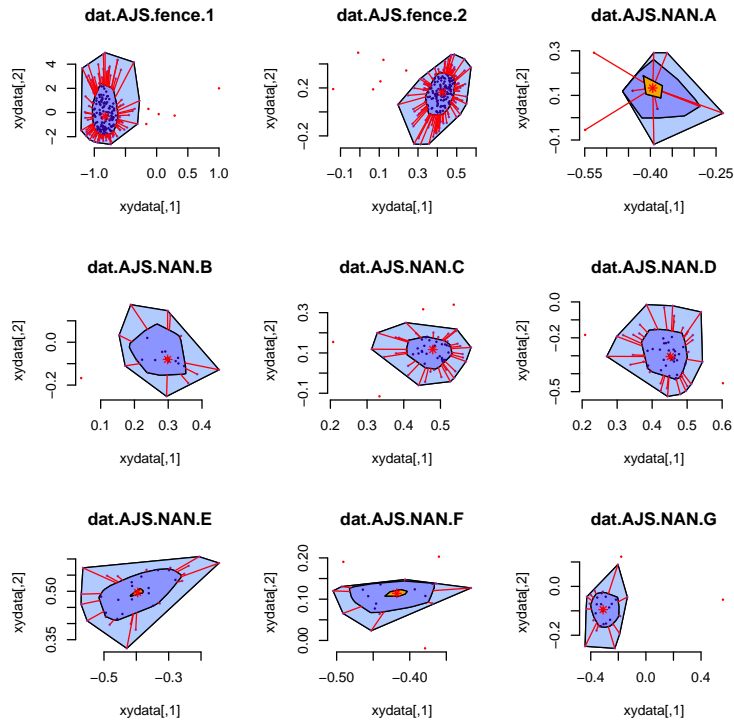 dat.AJS.fence.1
xydata[,2]
−2 0 2 4
−1.0 0.0 0.5 1.0
xydata[,1]
dat.AJS.fence.2
xydata[,2]
−0.2 0.2
−0.1 0.1 0.3 0.5
xydata[,1]
dat.AJS.NAN.A
xydata[,2]
−0.1 0.1 0.3
−0.55 −0.40 −0.25
xydata[,1]
dat.AJS.NAN.B
xydata[,2]
−0.2 0.0
0.1 0.2 0.3 0.4
xydata[,1]
dat.AJS.NAN.C
xydata[,2]
−0.1 0.1 0.3
0.2 0.3 0.4 0.5 0.6
xydata[,1]
dat.AJS.NAN.D
xydata[,2]
−0.5 −0.2 0.0
0.2 0.3 0.4 0.5 0.6
xydata[,1]
dat.AJS.NAN.E
xydata[,2]
0.35 0.50
−0.5 −0.3
xydata[,1]
dat.AJS.NAN.F
xydata[,2]
0.00 0.10 0.20
−0.50 −0.40
xydata[,1]
dat.AJS.NAN.G
xydata[,2]
−0.2 0.0
−0.4 0.0 0.4
xydata[,1]